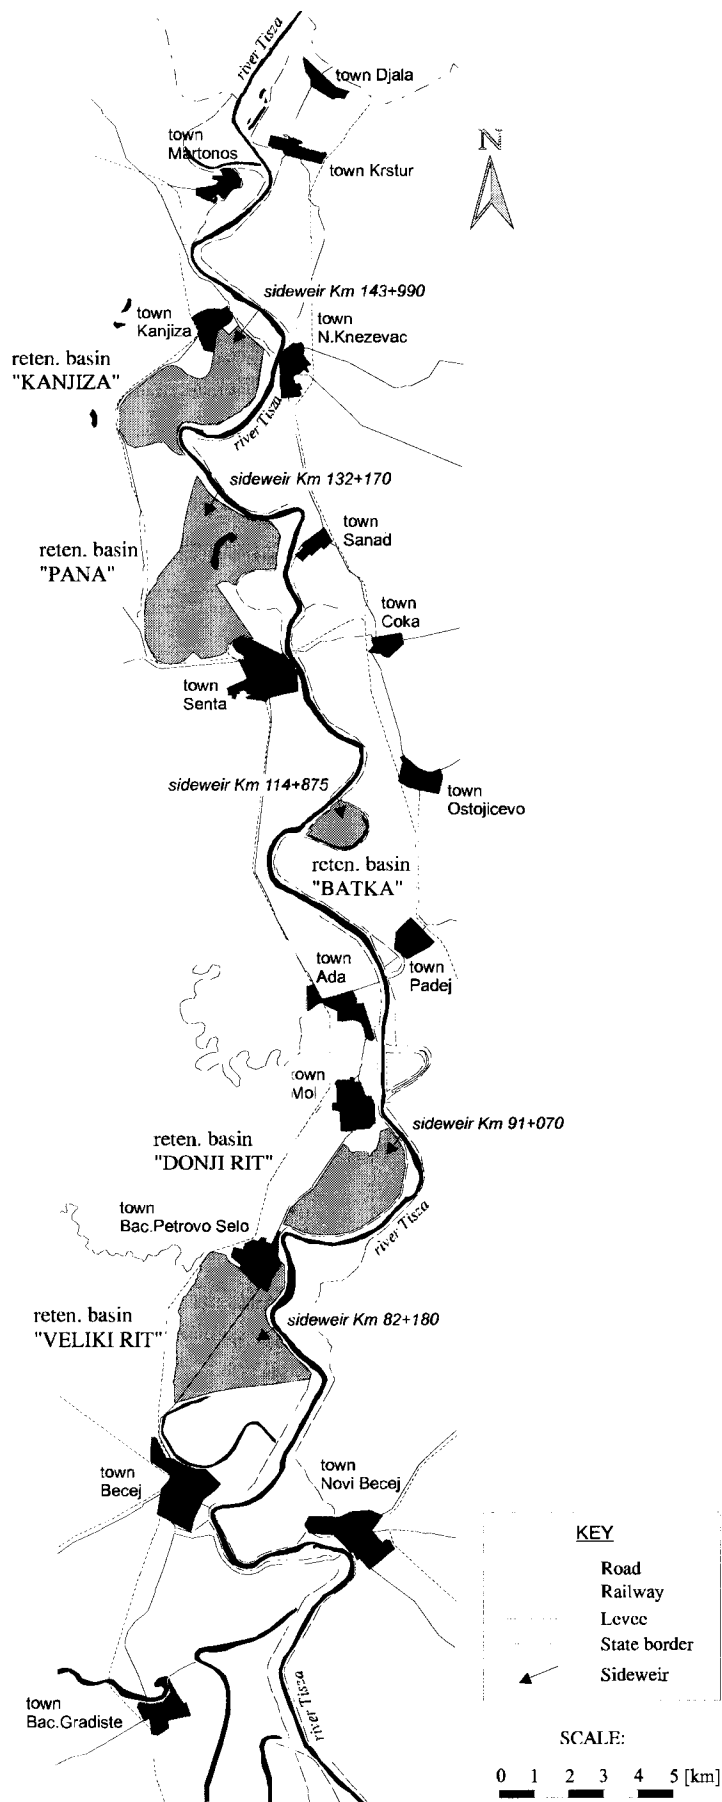 river Tisza
town Djala
town
Martonos
town Krstur
N
sideweir Km 143+990
town
Kanjiza
town
N.Knezevac
reten. basin
"KANJIZA"
river Tisza
sideweir Km 132+170
town
Sanad
reten. basin
"PANA"
town
Coka
town
Senta
sideweir Km 114+875
town
Ostojicevo
reten. basin
"BATKA"
town
Ada
town
Padej
town
Mol
sideweir Km 91+070
reten. basin
"DONJI RIT"
town
Bac.Petrovo Selo
river Tisza
reten. basin
"VELIKI RIT"
sideweir Km 82+180
town
Becej
town
Novi Becej
KEY
Road
Railway
Levee
State border
Sideweir
river Tisza
town
Bac.Gradiste
SCALE:
0 1 2 3 4 5 [km]